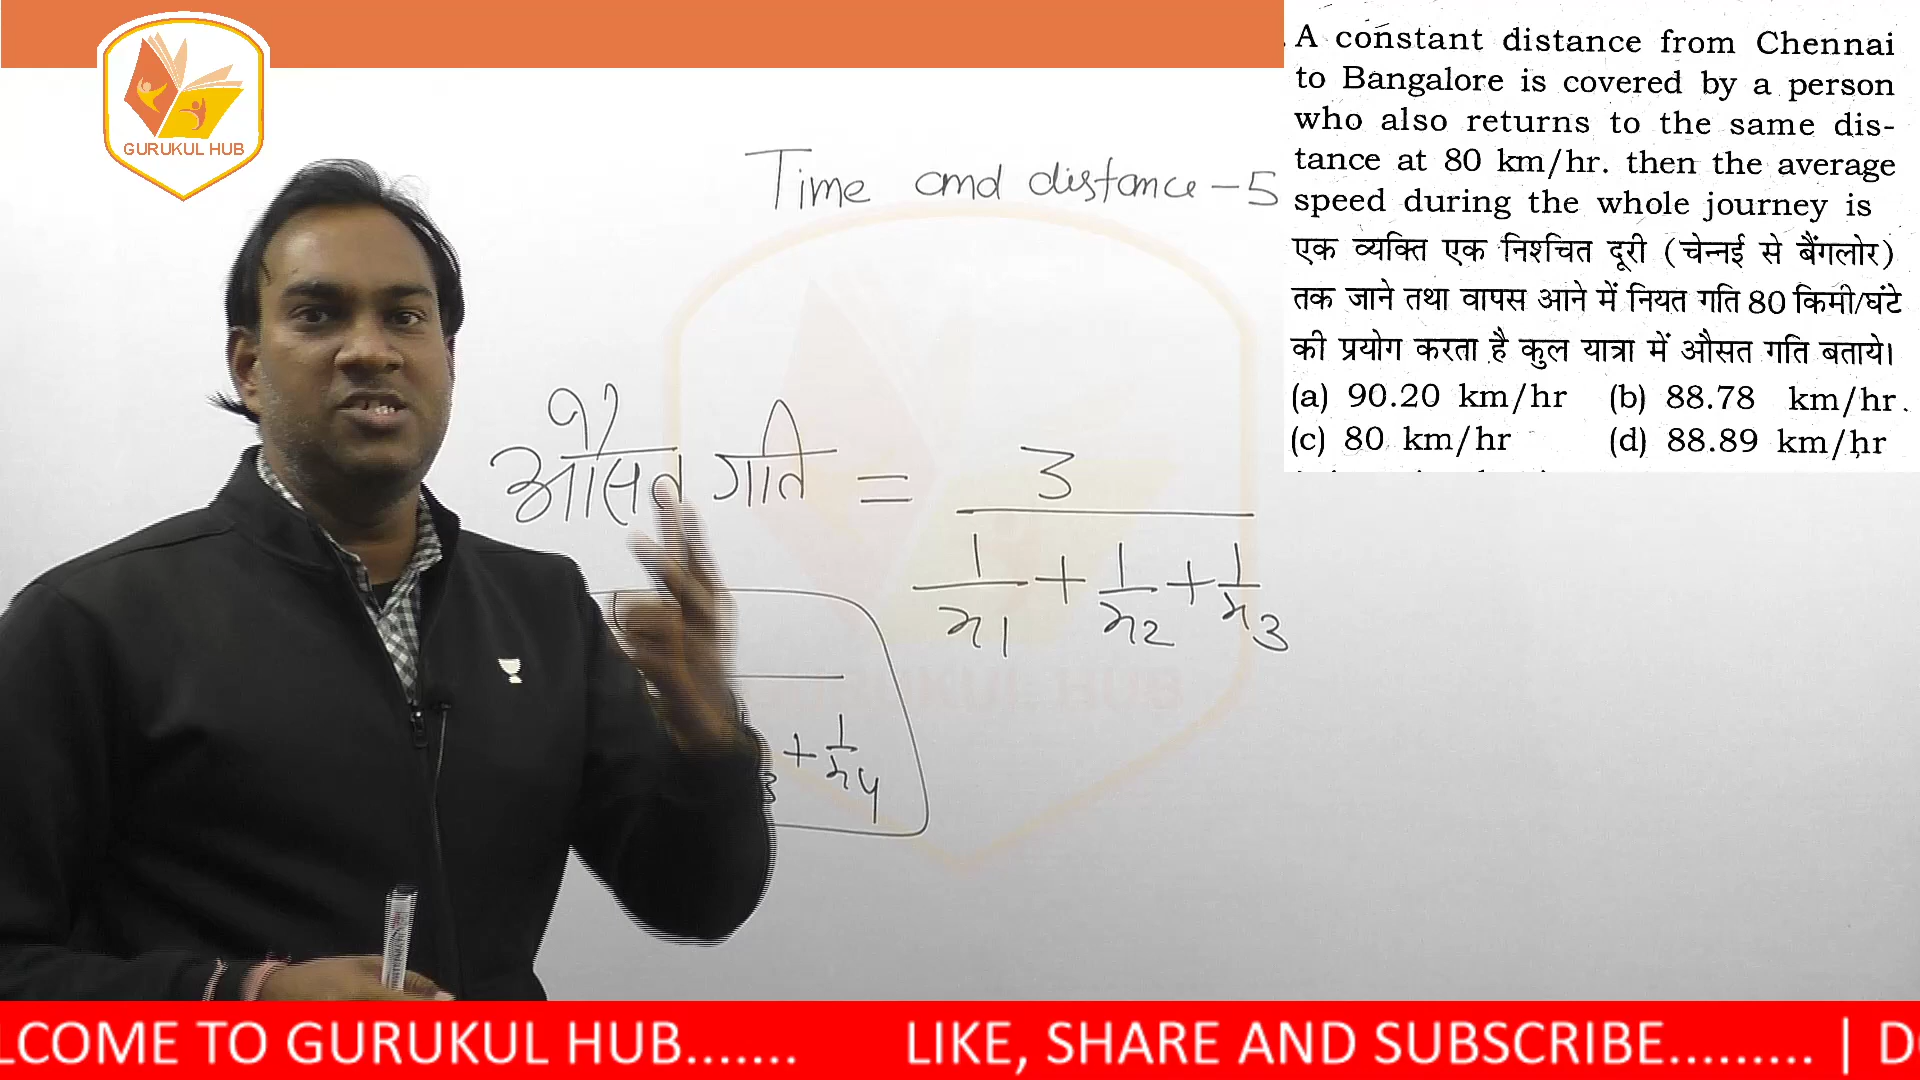 GURUKUL HUB
Time and distance - 5
A constant distance from Chennai
to Bangalore is covered by a person
who also returns to the same dis-
tance at 80 km/hr. then the average
speed during the whole journey is
एक व्यक्ति एक निश्चित दूरी (चेन्नई से बैंगलोर)
तक जाने तथा वापस आने में नियत गति 80 किमी/घंटे
की प्रयोग करता है कुल यात्रा में औसत गति बताये।
(a) 90.20 km/hr (b) 88.78 km/hr.
(c) 80 km/hr (d) 88.89 km/hr
औसत गति = 3
1/x1 + 1/x2 + 1/x3
3 + 1/x4
GURUKUL HUB
LCOME TO GURUKUL HUB....... LIKE, SHARE AND SUBSCRIBE......... | D